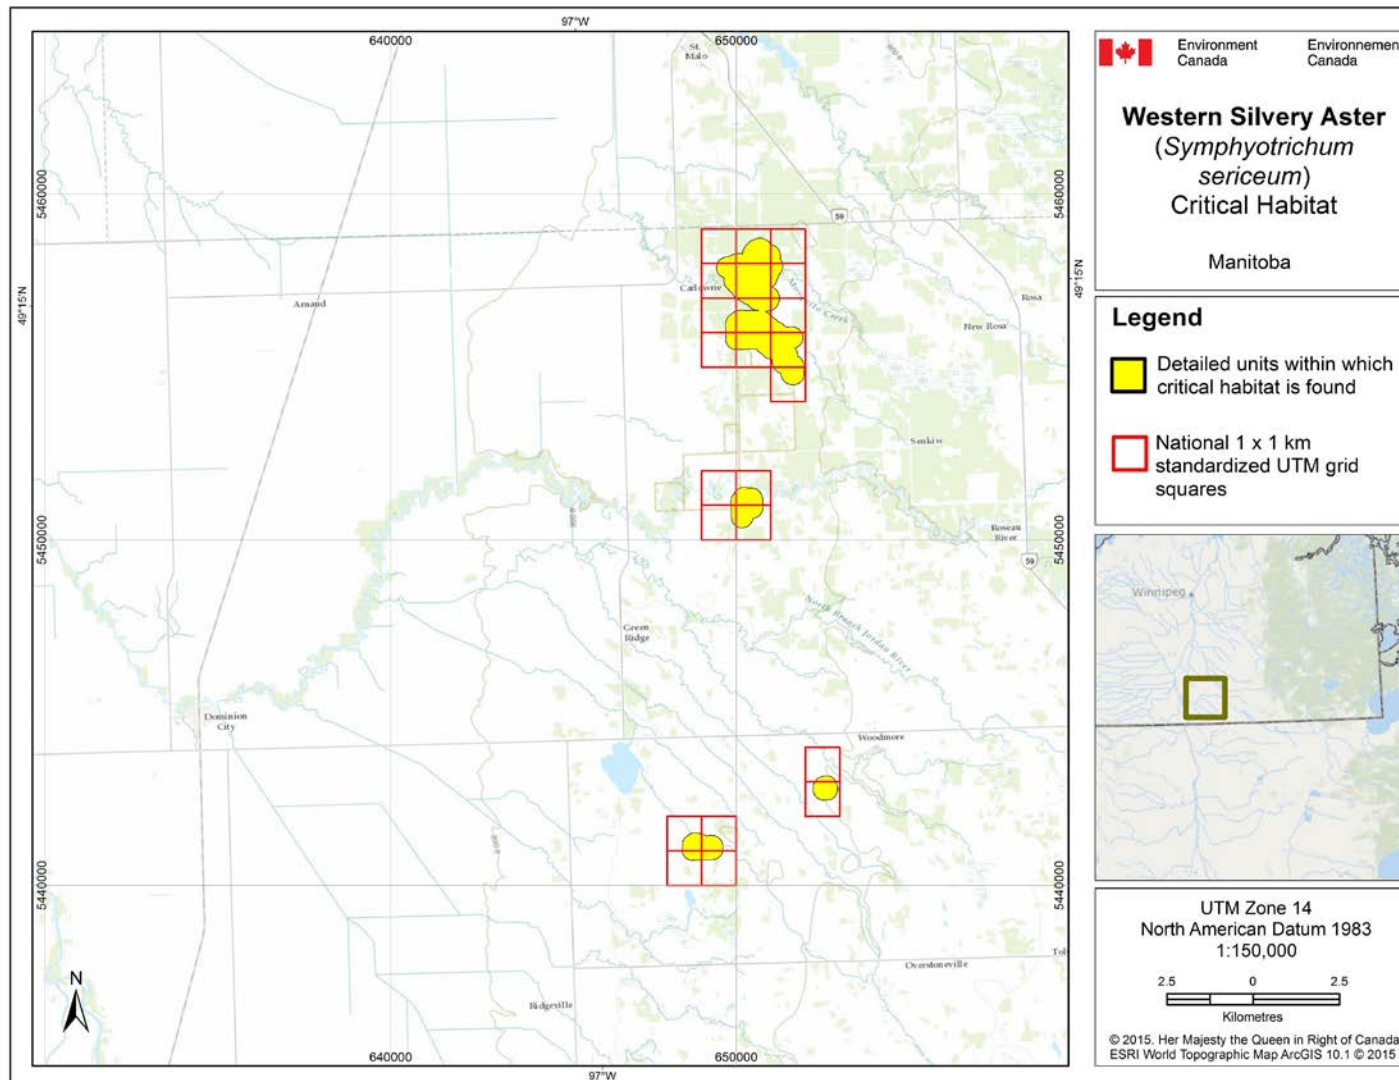 97°W
640000
650000
St.
Malo
5460000
5460000
59
49°15'N
49°15'N
Arnaud
Carlowrie
Mosquito Creek
Rosa
New Rosa
Senkiw
Roseau
River
59
5450000
5450000
North Branch Jordan River
Green
Ridge
Dominion
City
Woodmore
5440000
5440000
Overstoneville
Tol
Ridgeville
N
640000
650000
97°W
Environment
Canada
Environnemen
Canada
Western Silvery Aster
(Symphyotrichum
sericeum)
Critical Habitat
Manitoba
Legend
Detailed units within which
critical habitat is found
National 1 x 1 km
standardized UTM grid
squares
Winnipeg
UTM Zone 14
North American Datum 1983
1:150,000
2.5 0 2.5
Kilometres
© 2015. Her Majesty the Queen in Right of Canada
ESRI World Topographic Map ArcGIS 10.1 © 2015